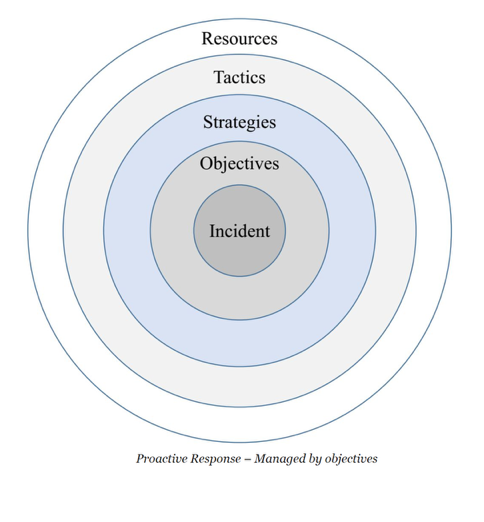 Resources
Tactics
Strategies
Objectives
Incident
Proactive Response – Managed by objectives